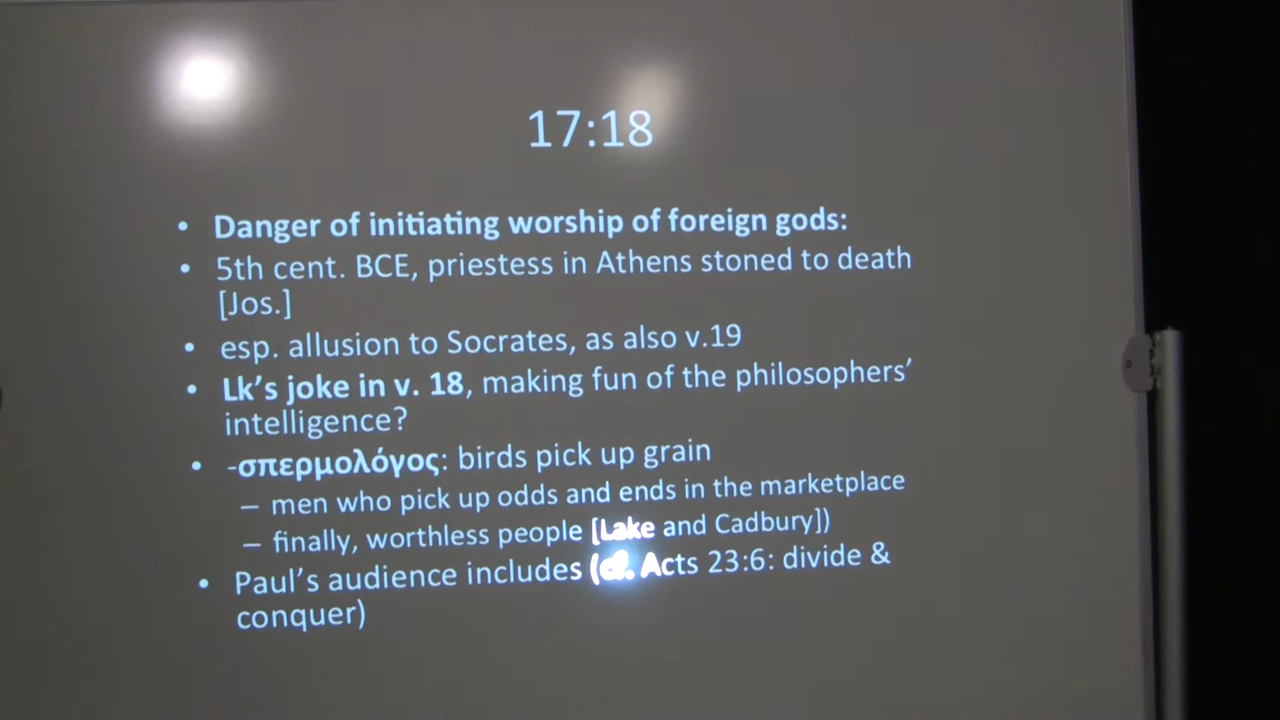 17:18
• Danger of initiating worship of foreign gods:
• 5th cent. BCE, priestess in Athens stoned to death
[Jos.]
• esp. allusion to Socrates, as also v.19
• Lk's joke in v. 18, making fun of the philosophers'
intelligence?
• -σπερμολόγος: birds pick up grain
– men who pick up odds and ends in the marketplace
– finally, worthless people [Lake and Cadbury])
• Paul's audience includes (cf. Acts 23:6: divide &
conquer)